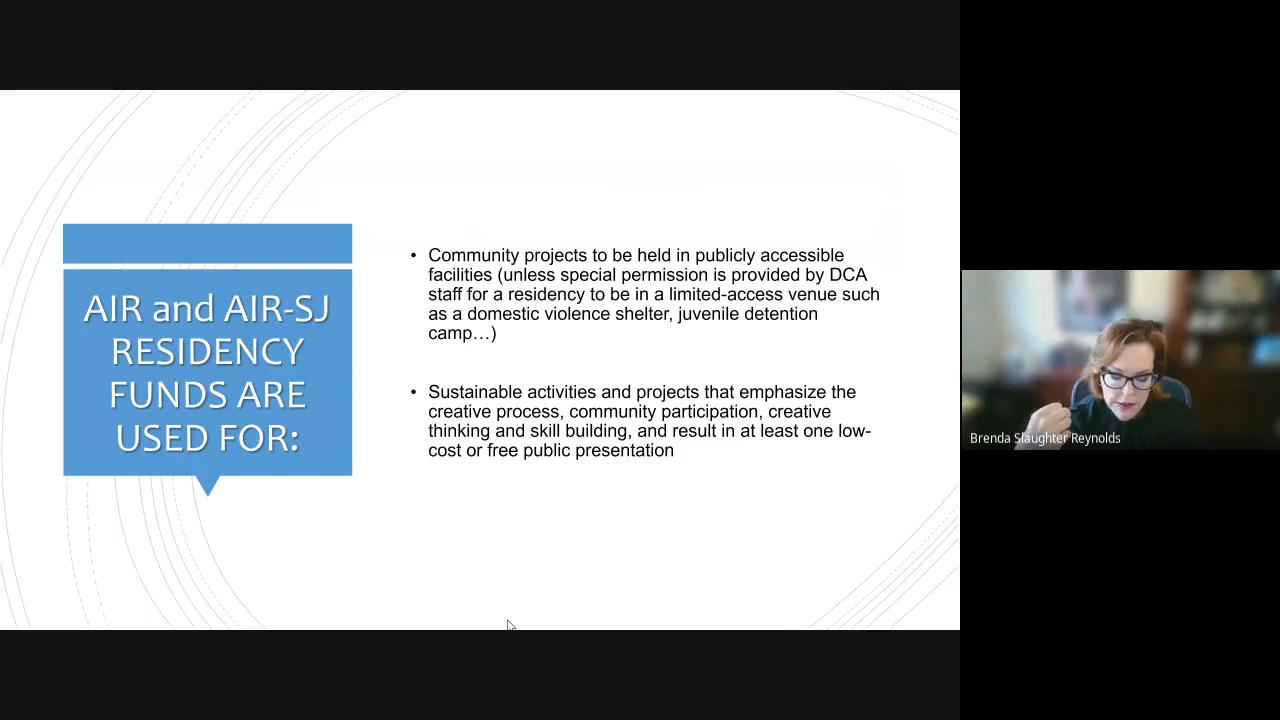 AIR and AIR-SJ
RESIDENCY
FUNDS ARE
USED FOR:
• Community projects to be held in publicly accessible
facilities (unless special permission is provided by DCA
staff for a residency to be in a limited-access venue such
as a domestic violence shelter, juvenile detention
camp…)
• Sustainable activities and projects that emphasize the
creative process, community participation, creative
thinking and skill building, and result in at least one low-
cost or free public presentation
Brenda Slaughter Reynolds